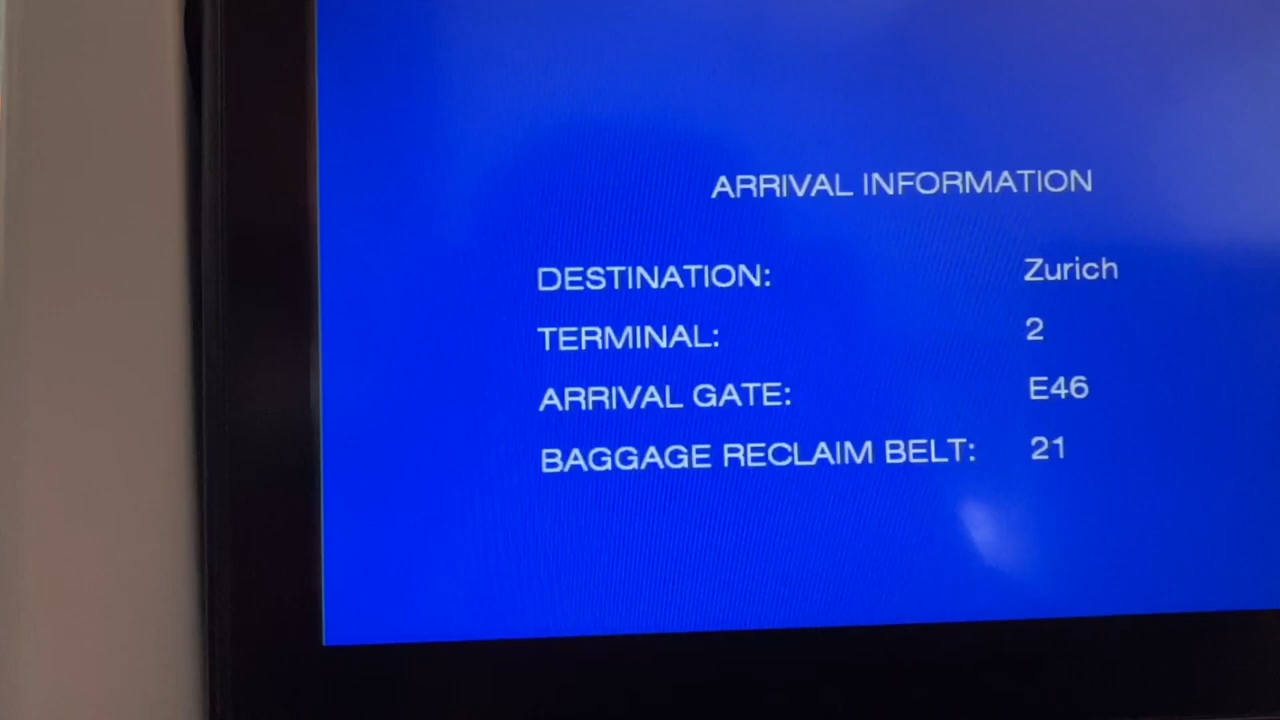 ARRIVAL INFORMATION
DESTINATION: Zurich
TERMINAL: 2
ARRIVAL GATE: E46
BAGGAGE RECLAIM BELT: 21